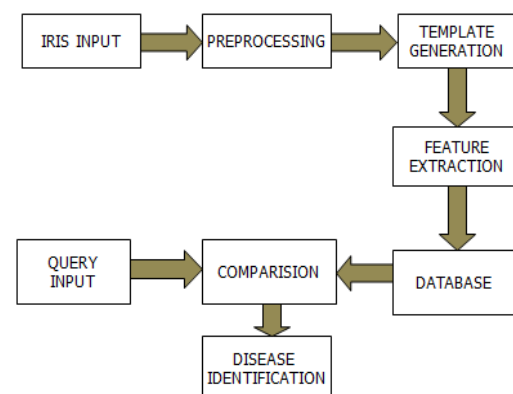 IRIS INPUT
PREPROCESSING
TEMPLATE
GENERATION
FEATURE
EXTRACTION
QUERY
INPUT
COMPARISION
DATABASE
DISEASE
IDENTIFICATION